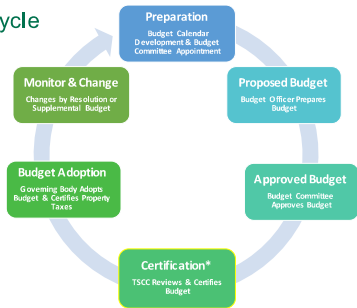 ycle
Preparation
Budget Calendar
Development & Budget
Committee Appointment
Proposed Budget
Budget Officer Prepares
Budget
Approved Budget
Budget Committee
Approves Budget
Certification*
TSCC Reviews & Certifies
Budget
Budget Adoption
Governing Body Adopts
Budget & Certifies Property
Taxes
Monitor & Change
Changes by Resolution or
Supplemental Budget